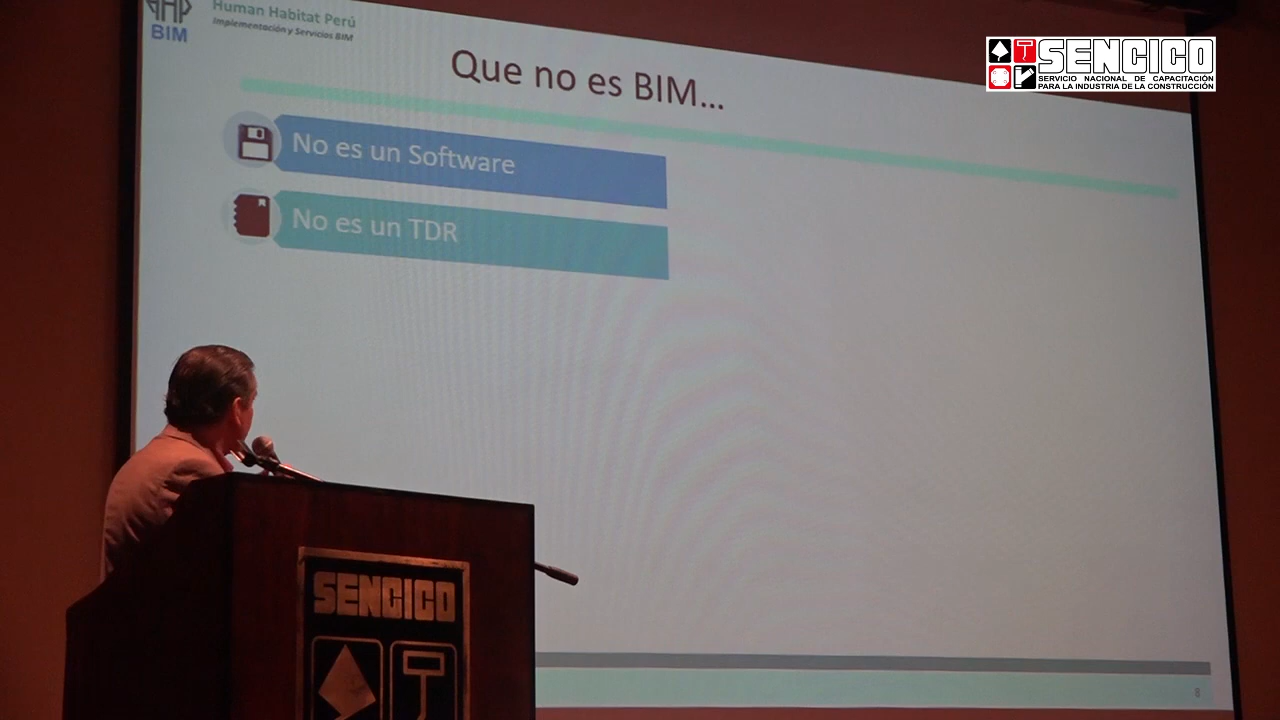 HHP
BIM
Human Habitat Perú
Implementación y Servicios BIM
SENCICO
SERVICIO NACIONAL DE CAPACITACIÓN
PARA LA INDUSTRIA DE LA CONSTRUCCIÓN
Que no es BIM...
No es un Software
No es un TDR
SENCICO
8